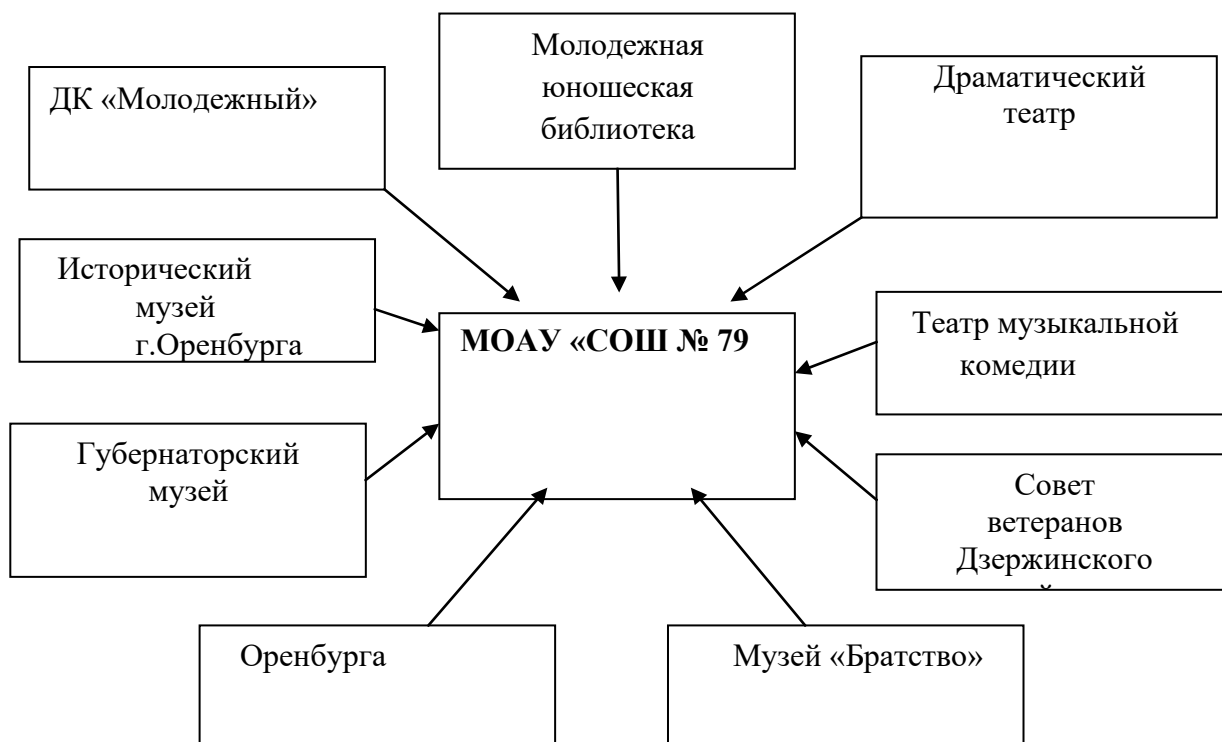 Молодежная
юношеская
библиотека
ДК «Молодежный»
Драматический
театр
Исторический
музей
г.Оренбурга
МОАУ «СОШ № 79
Театр музыкальной
комедии
Губернаторский
музей
Совет
ветеранов
Дзержинского
Оренбурга
Музей «Братство»